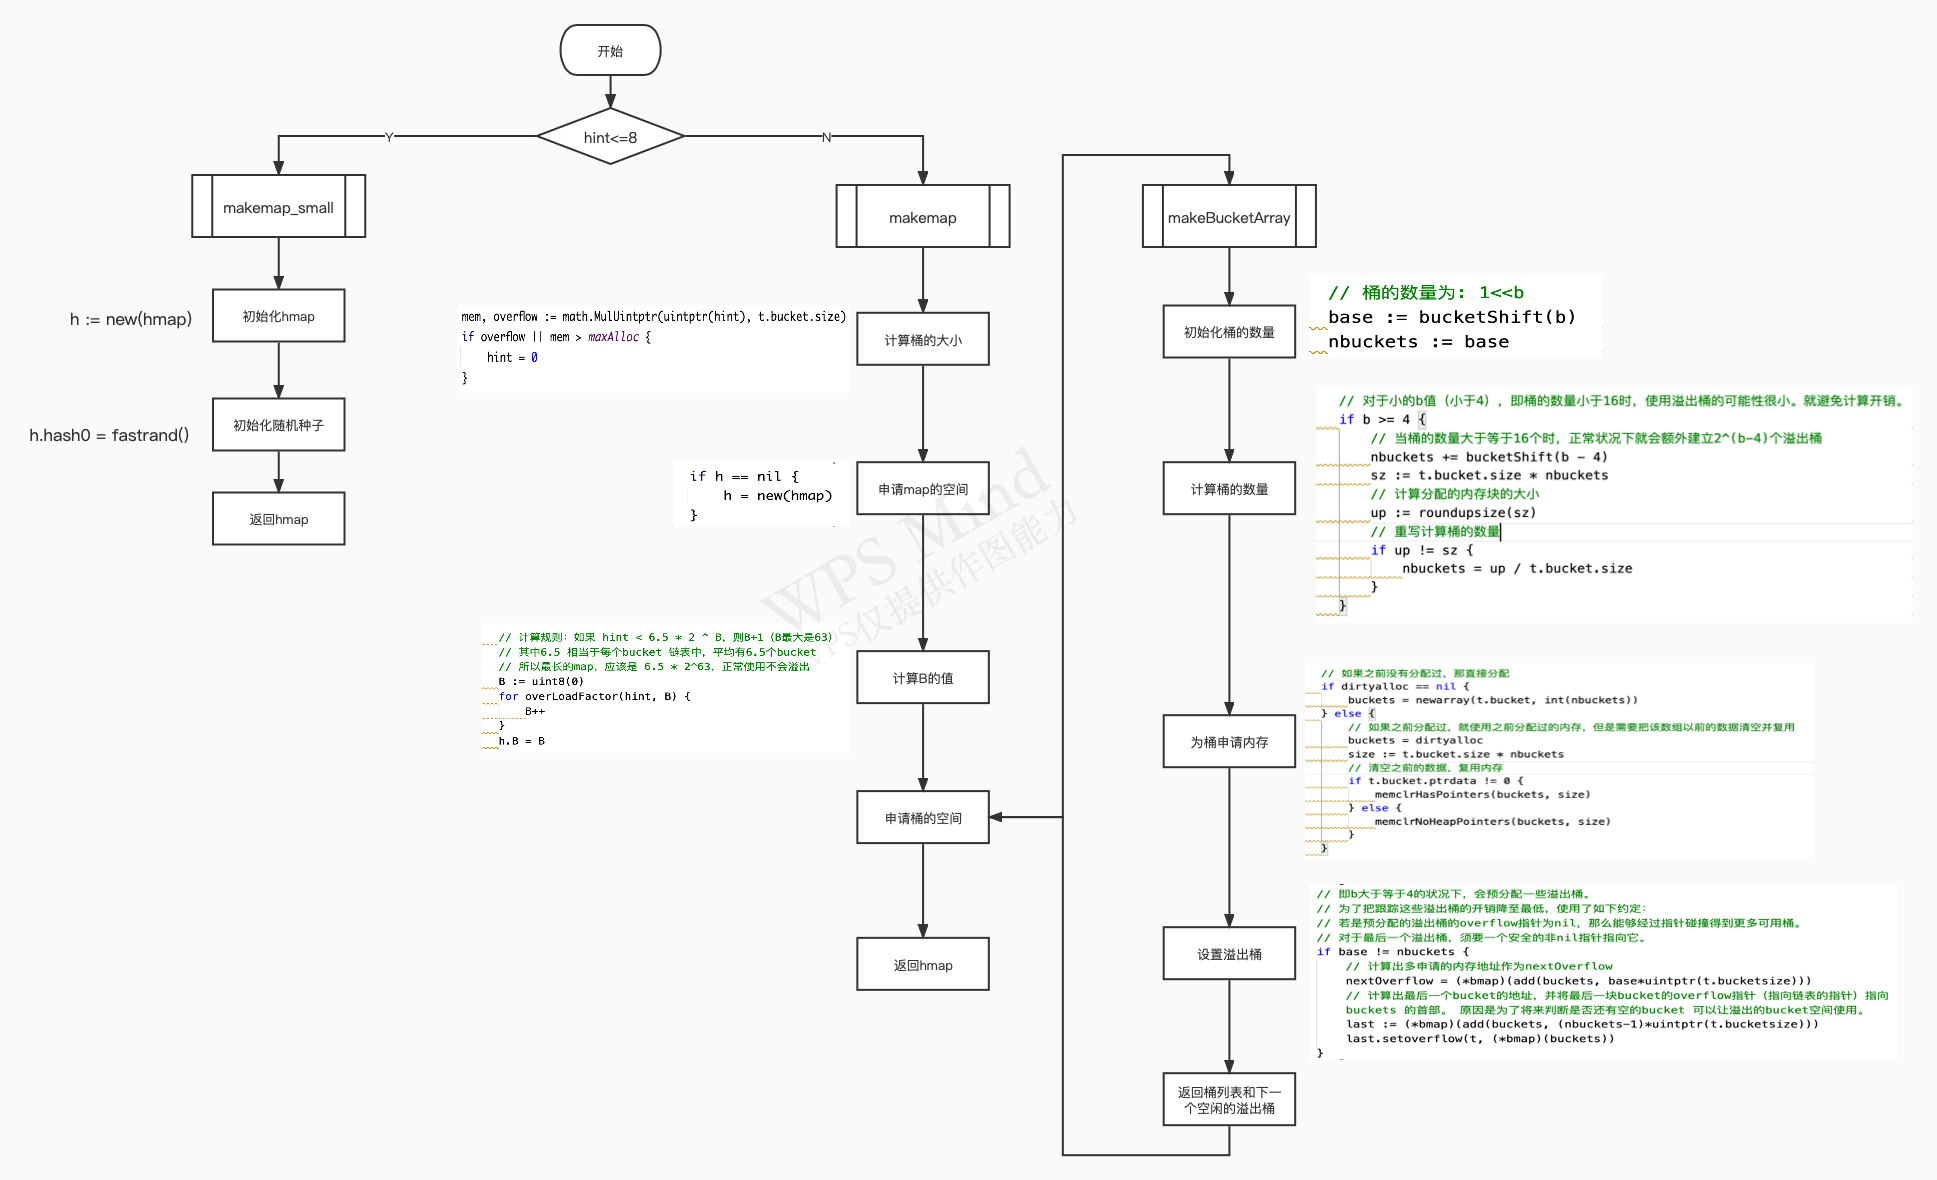 开始
hint<=8
Y
N
makemap_small
h := new(hmap)
初始化hmap
h.hash0 = fastrand()
初始化随机种子
返回hmap
makemap
mem, overflow := math.MulUintptr(uintptr(hint), t.bucket.size)
if overflow || mem > maxAlloc {
hint = 0
}
计算桶的大小
if h == nil {
h = new(hmap)
}
申请map的空间
// 计算规则: 如果 hint < 6.5 * 2 ^ B, 则B+1 (B最大是63)
// 其中6.5 相当于每个bucket 链表中, 平均有6.5个bucket
// 所以最长的map, 应该是 6.5 * 2^63, 正常使用不会溢出
B := uint8(0)
for overLoadFactor(hint, B) {
B++
}
h.B = B
计算B的值
申请桶的空间
返回hmap
makeBucketArray
初始化桶的数量
// 桶的数量为: 1<<b
base := bucketShift(b)
nbuckets := base
计算桶的数量
// 对于小的b值（小于4）, 即桶的数量小于16时, 使用溢出桶的可能性很小。就避免计算开销。
if b >= 4 {
// 当桶的数量大于等于16个时, 正常状况下就会额外建立2^(b-4)个溢出桶
nbuckets += bucketShift(b - 4)
sz := t.bucket.size * nbuckets
// 计算分配的内存块的大小
up := roundupsize(sz)
// 重写计算桶的数量
if up != sz {
nbuckets = up / t.bucket.size
}
}
为桶申请内存
// 如果之前没有分配过, 那直接分配
if dirtyalloc == nil {
buckets = newarray(t.bucket, int(nbuckets))
} else {
// 如果之前分配过, 就使用之前分配过的内存, 但是需要把该数组以前的数据清空并复用
buckets = dirtyalloc
size := t.bucket.size * nbuckets
// 清空之前的数据, 复用内存
if t.bucket.ptrdata != 0 {
memclrHasPointers(buckets, size)
} else {
memclrNoHeapPointers(buckets, size)
}
}
设置溢出桶
// 即b大于等于4的状况下, 会预分配一些溢出桶。
// 为了把跟踪这些溢出桶的开销降至最低, 使用了如下约定:
// 若是预分配的溢出桶的overflow指针为nil, 那么能够经过指针碰撞得到更多可用桶。
// 对于最后一个溢出桶, 须要一个安全的非nil指针指向它。
if base != nbuckets {
// 计算出多申请的内存地址作为nextOverflow
nextOverflow = (*bmap)(add(buckets, base*uintptr(t.bucketsize)))
// 计算出最后一个bucket的地址, 并将最后一块bucket的overflow指针（指向链表的指针）指向
buckets 的首部。 原因是为了将来判断是否还有空的bucket 可以让溢出的bucket空间使用。
last := (*bmap)(add(buckets, (nbuckets-1)*uintptr(t.bucketsize)))
last.setoverflow(t, (*bmap)(buckets))
}
返回桶列表和下一
个空闲的溢出桶
WPS Mind
WPS仅提供作图能力